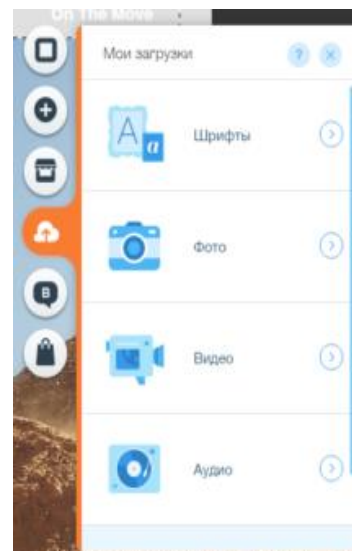 On The Move
Мои загрузки
?
A
a
Шрифты
Фото
Видео
B
Аудио